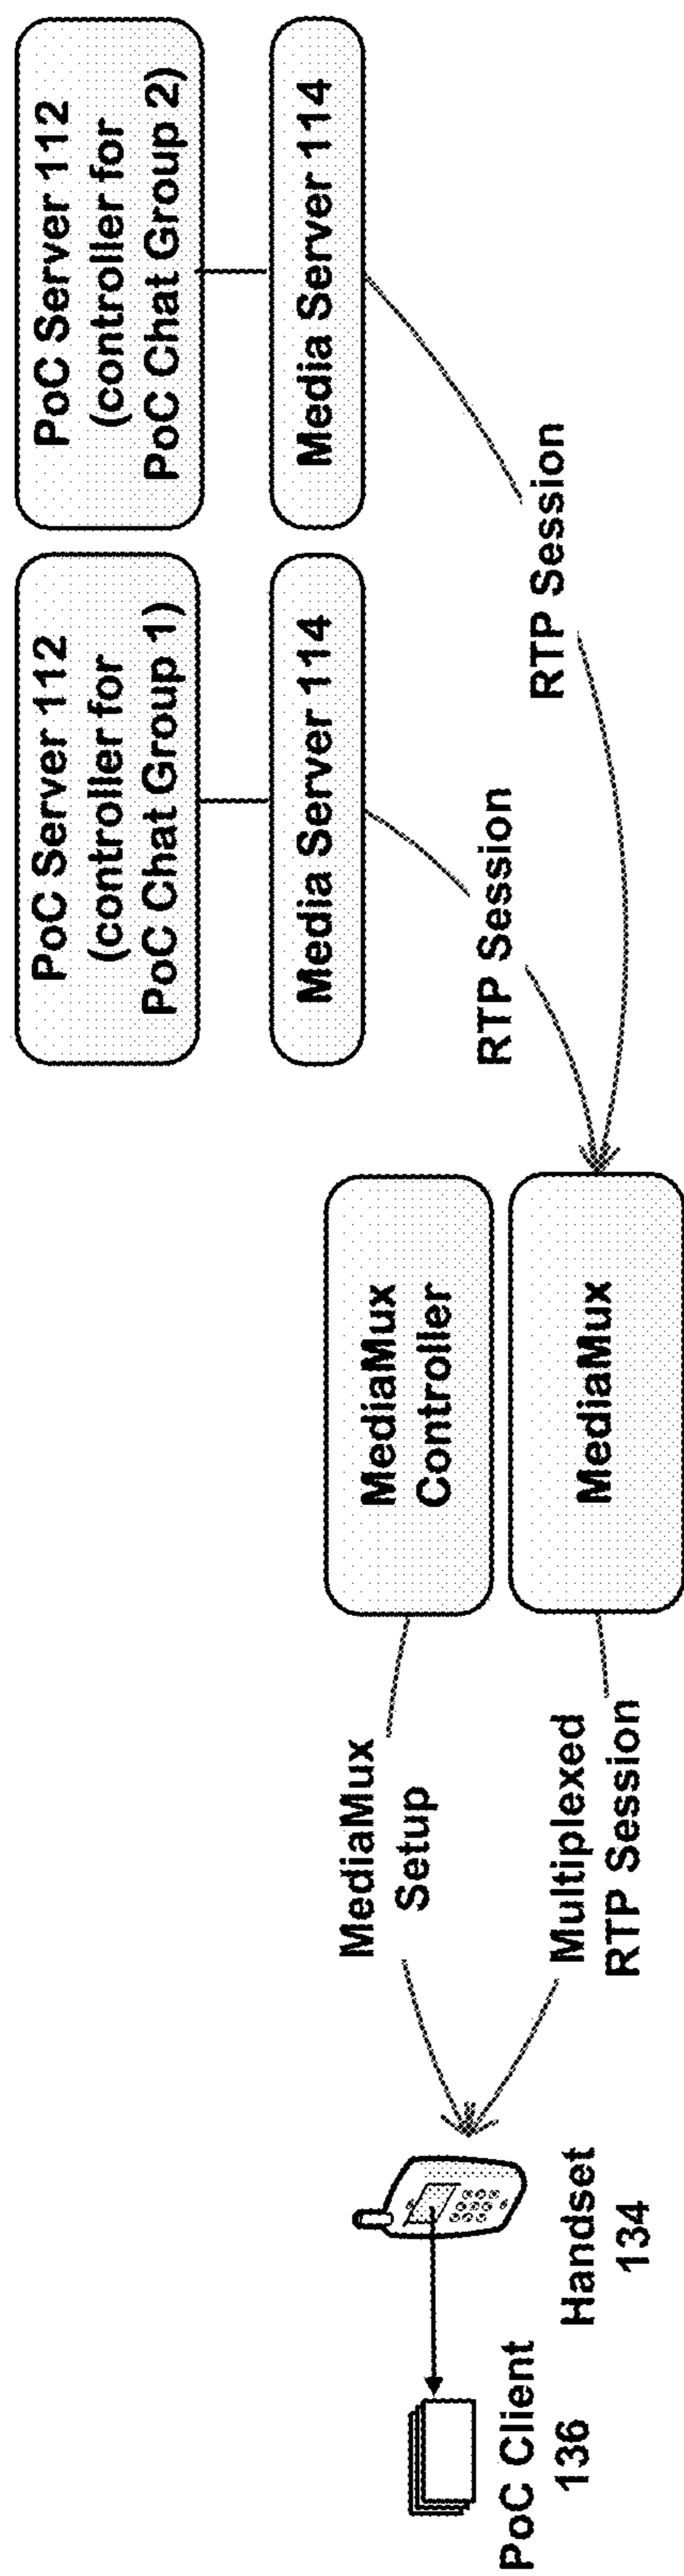 PoC Client
136
Handset
134
MediaMux
Setup
Multiplexed
RTP Session
MediaMux
Controller
MediaMux
PoC Server 112
(controller for
PoC Chat Group 1)
Media Server 114
RTP Session
PoC Server 112
(controller for
PoC Chat Group 2)
Media Server 114
RTP Session